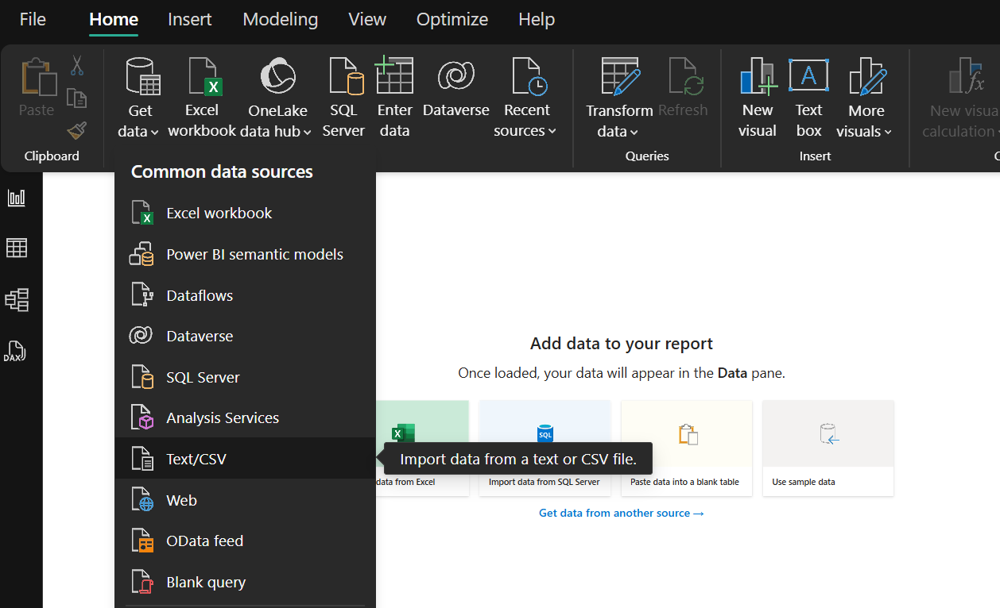 File Home Insert Modeling View Optimize Help
Paste
Get data
Excel workbook
OneLake data hub
SQL Server
Enter data
Dataverse
Recent sources
Transform data
Refresh
New visual
Text box
More visuals
calculation
Clipboard
Queries
Insert
Common data sources
Excel workbook
Power BI semantic models
Dataflows
Dataverse
SQL Server
Analysis Services
Text/CSV
Import data from a text or CSV file.
Web
OData feed
Blank query
DAX
Add data to your report
Once loaded, your data will appear in the Data pane.
SQL
data from Excel
Import data from SQL Server
Paste data into a blank table
Use sample data
Get data from another source →